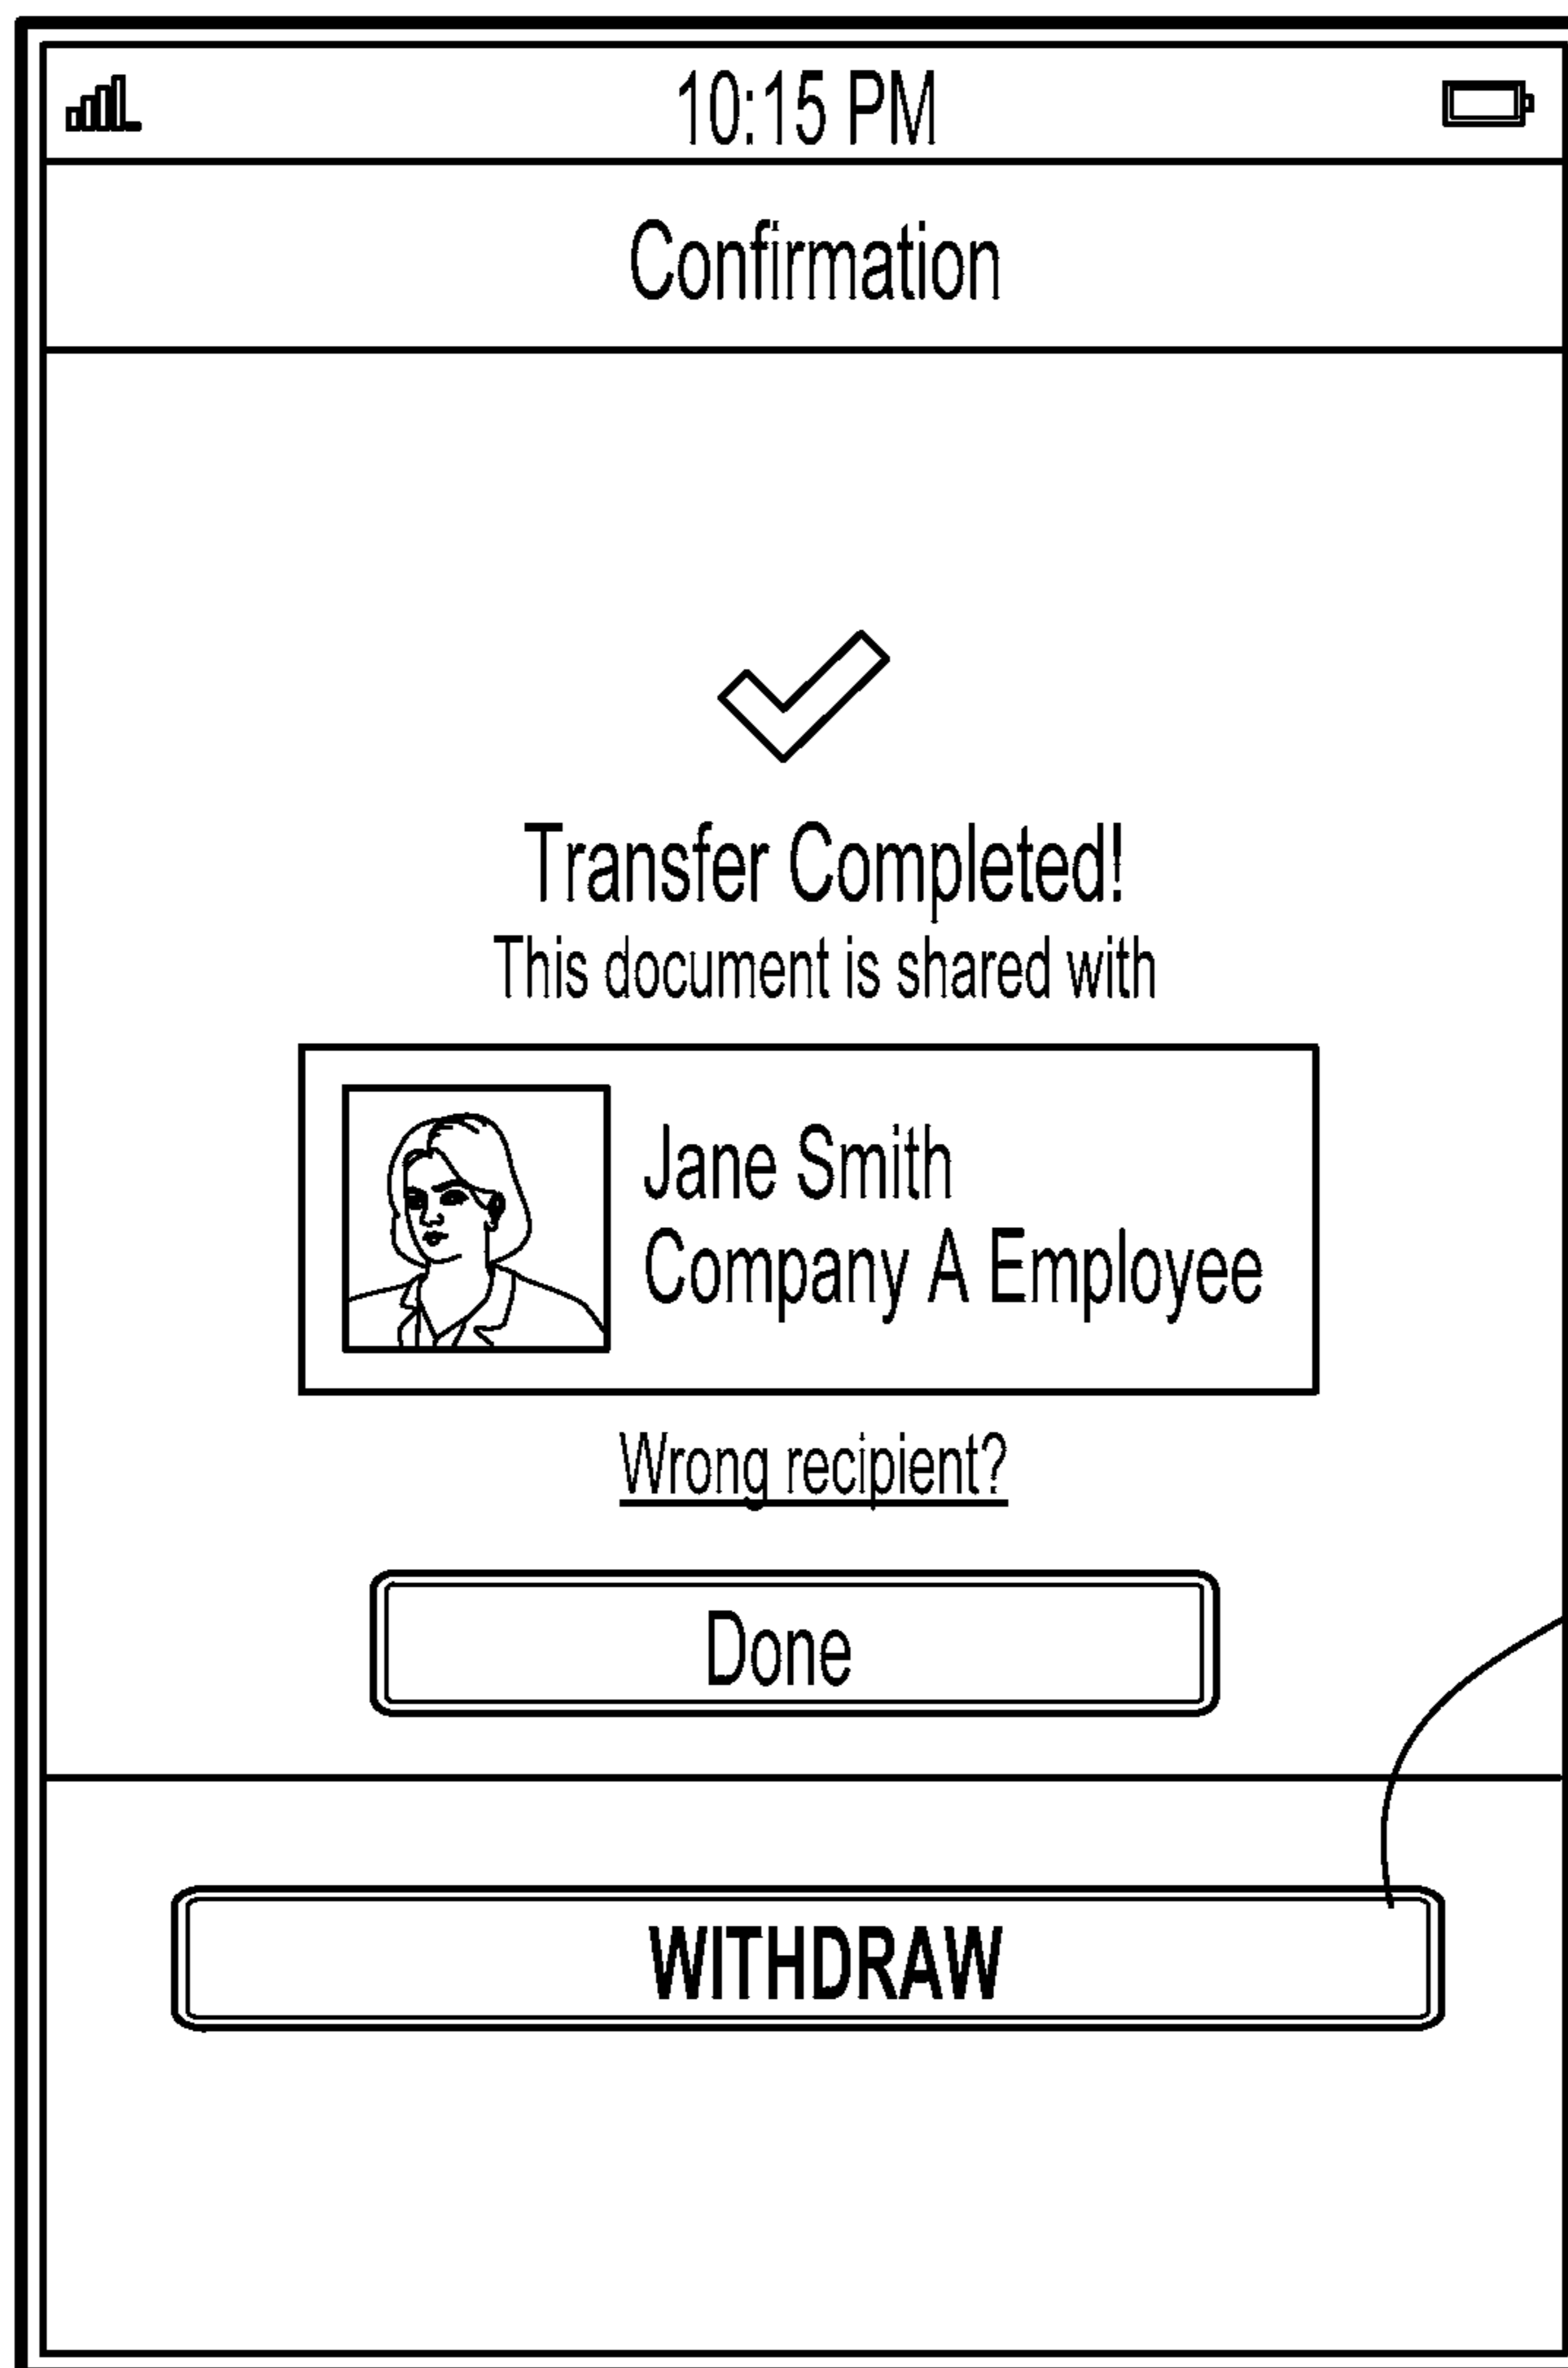 10:15 PM
Confirmation
Transfer Completed!
This document is shared with
Jane Smith
Company A Employee
Wrong recipient?
Done
WITHDRAW